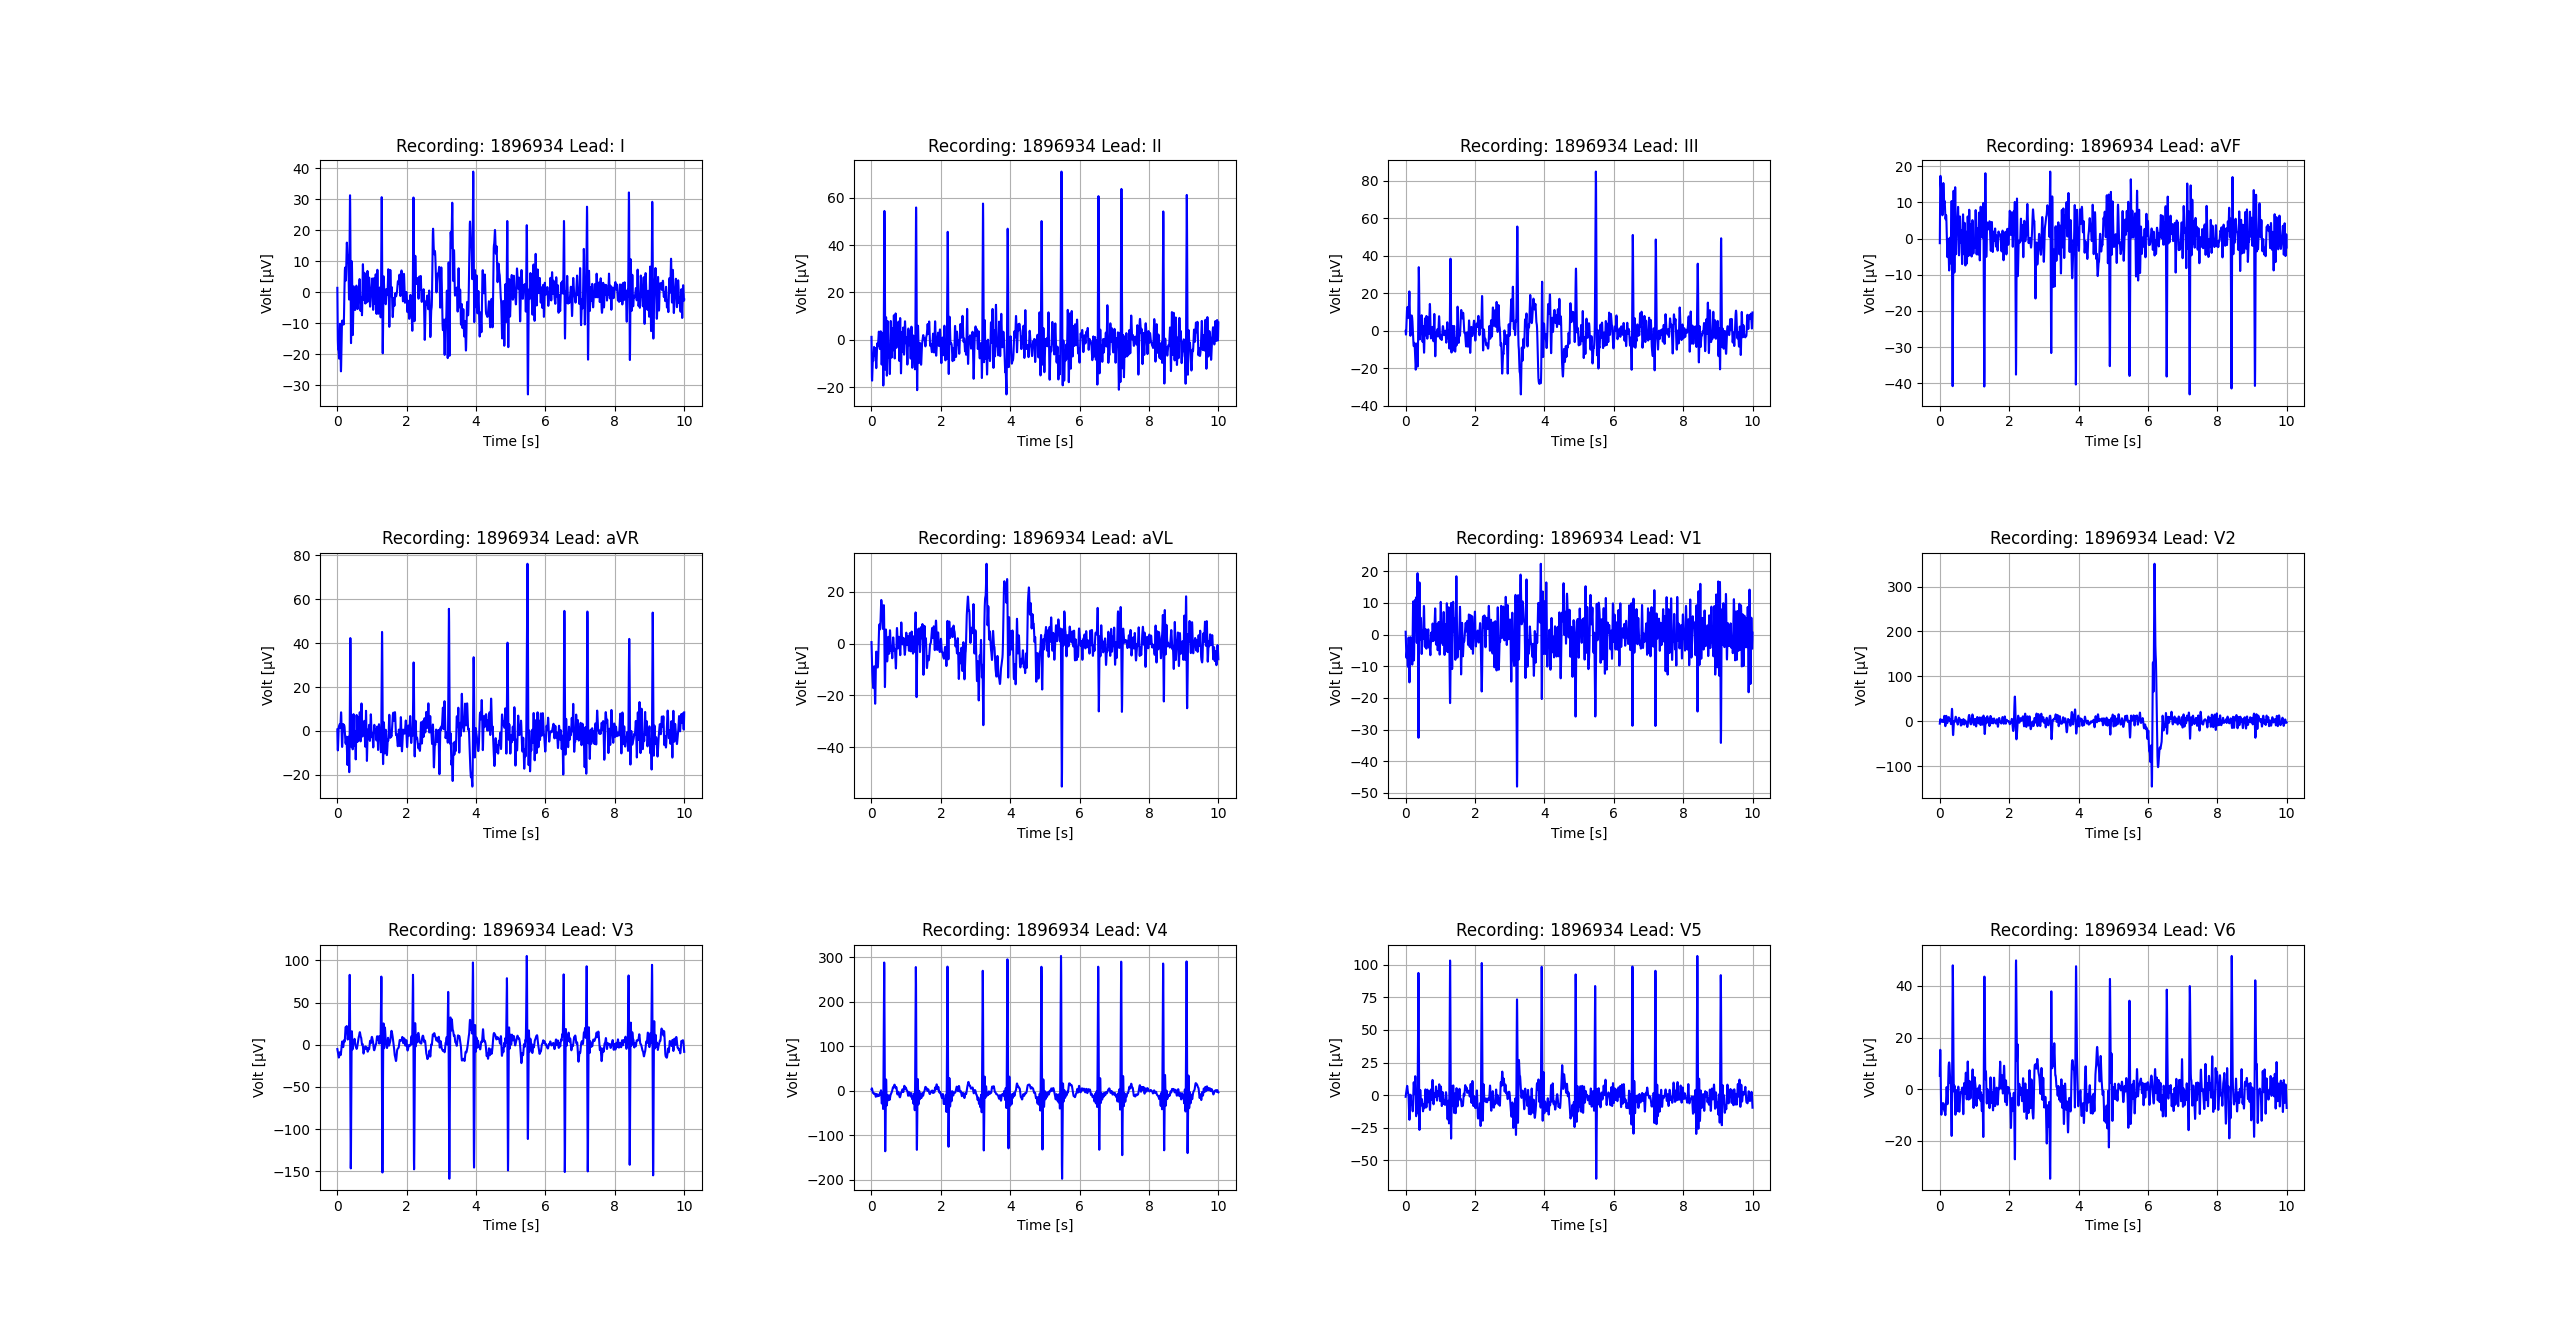 Recording: 1896934 Lead: I
40
30
20
10
0
−10
−20
−30
Volt [µV]
0 2 4 6 8 10
Time [s]
Recording: 1896934 Lead: II
60
40
20
0
−20
Volt [µV]
0 2 4 6 8 10
Time [s]
Recording: 1896934 Lead: III
80
60
40
20
0
−20
−40
Volt [µV]
0 2 4 6 8 10
Time [s]
Recording: 1896934 Lead: aVF
20
10
0
−10
−20
−30
−40
Volt [µV]
0 2 4 6 8 10
Time [s]
Recording: 1896934 Lead: aVR
80
60
40
20
0
−20
Volt [µV]
0 2 4 6 8 10
Time [s]
Recording: 1896934 Lead: aVL
20
0
−20
−40
Volt [µV]
0 2 4 6 8 10
Time [s]
Recording: 1896934 Lead: V1
20
10
0
−10
−20
−30
−40
−50
Volt [µV]
0 2 4 6 8 10
Time [s]
Recording: 1896934 Lead: V2
300
200
100
0
−100
Volt [µV]
0 2 4 6 8 10
Time [s]
Recording: 1896934 Lead: V3
100
50
0
−50
−100
−150
Volt [µV]
0 2 4 6 8 10
Time [s]
Recording: 1896934 Lead: V4
300
200
100
0
−100
−200
Volt [µV]
0 2 4 6 8 10
Time [s]
Recording: 1896934 Lead: V5
100
75
50
25
0
−25
−50
Volt [µV]
0 2 4 6 8 10
Time [s]
Recording: 1896934 Lead: V6
40
20
0
−20
Volt [µV]
0 2 4 6 8 10
Time [s]